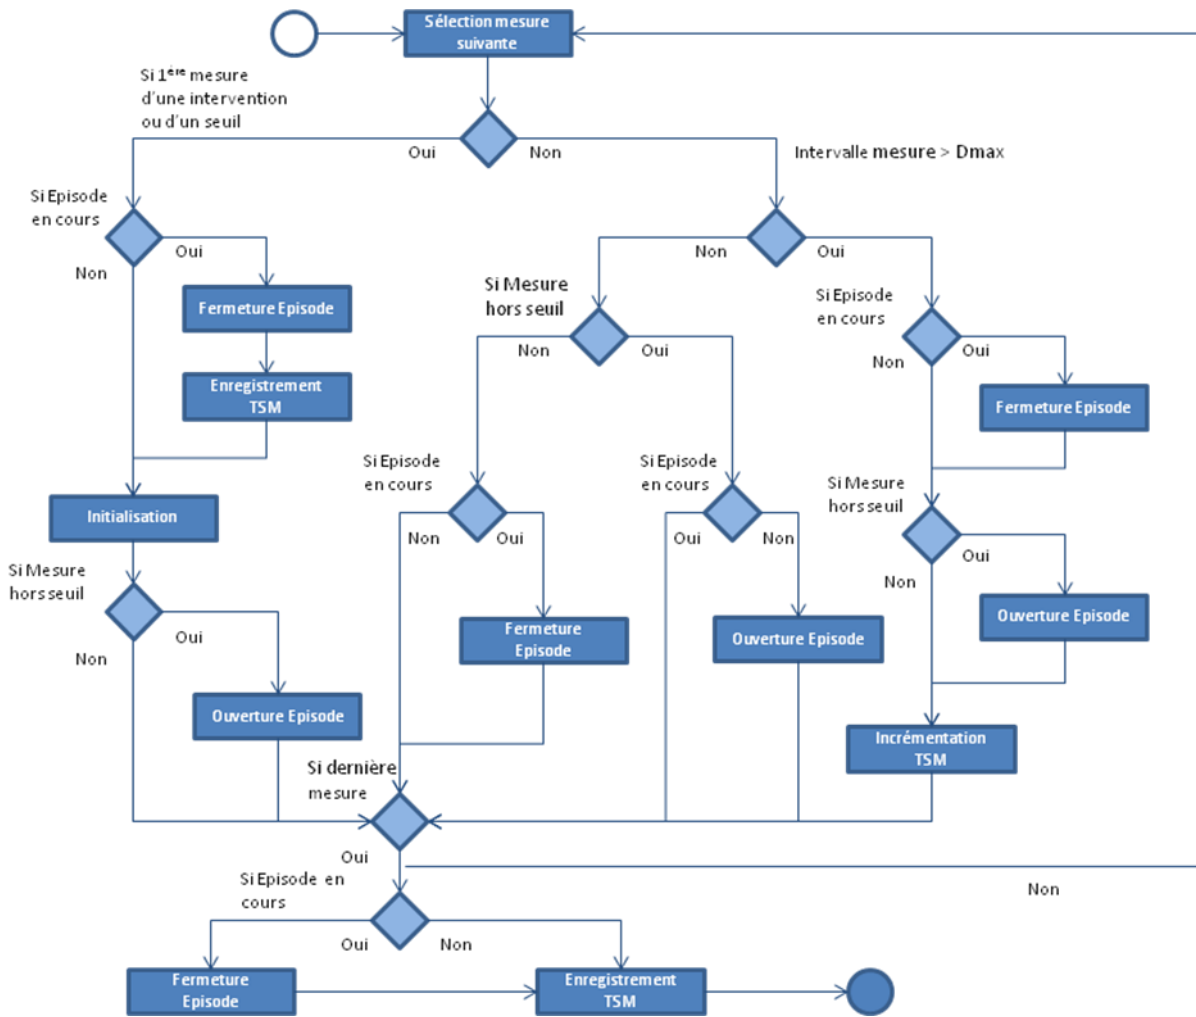 Sélection mesure
suivante
Si 1ère mesure
d'une intervention
ou d'un seuil
Oui
Non
Intervalle mesure > Dmax
Si Episode
en cours
Oui
Non
Non
Oui
Si Mesure
hors seuil
Si Episode
en cours
Fermeture Episode
Non
Oui
Non
Oui
Enregistrement
TSM
Fermeture Episode
Si Episode
en cours
Si Episode
en cours
Si Mesure
hors seuil
Initialisation
Non
Oui
Oui
Non
Oui
Non
Si Mesure
hors seuil
Oui
Non
Fermeture
Episode
Ouverture Episode
Ouverture Episode
Ouverture Episode
Incrémentation
TSM
Si dernière
mesure
Oui
Non
Si Episode en
cours
Oui
Non
Fermeture
Episode
Enregistrement
TSM